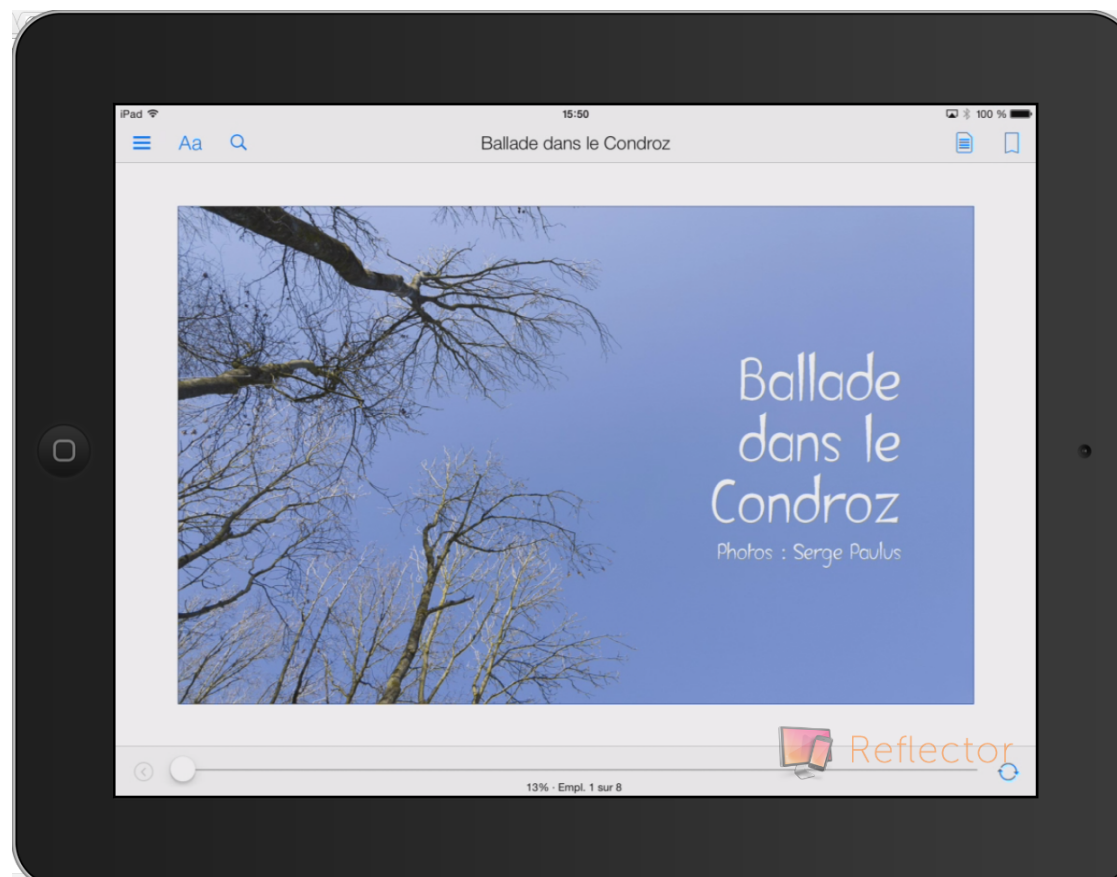 iPad
15:50
100 %
Aa
Ballade dans le Condroz
Ballade
dans le
Condroz
Photos : Serge Paulus
Reflector
13% · Empl. 1 sur 8